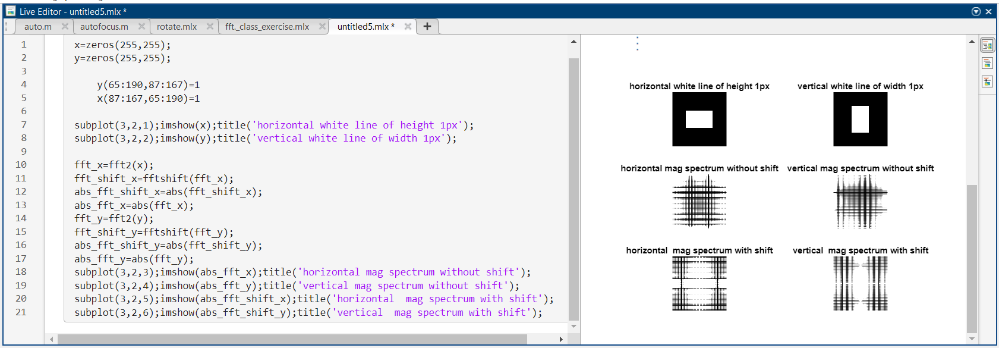 Live Editor - untitled5.mlx *
auto.m autofocus.m rotate.mlx fft._class_exercise.mlx untitled5.mlx *
1 x=zeros(255,255);
2 y=zeros(255,255);
3
4 y(65:190,87:167)=1
5 x(87:167,65:190)=1
6
7 subplot(3,2,1);imshow(x);title('horizontal white line of height 1px');
8 subplot(3,2,2);imshow(y);title('vertical white line of width 1px');
9
10 fft_x=fft2(x);
11 fft_shift_x=fftshift(fft_x);
12 abs_fft_shift_x=abs(fft_shift_x);
13 abs_fft_x=abs(fft_x);
14 fft_y=fft2(y);
15 fft_shift_y=fftshift(fft_y);
16 abs_fft_shift_y=abs(fft_shift_y);
17 abs_fft_y=abs(fft_y);
18 subplot(3,2,3);imshow(abs_fft_x);title('horizontal mag spectrum without shift');
19 subplot(3,2,4);imshow(abs_fft_y);title('vertical mag spectrum without shift');
20 subplot(3,2,5);imshow(abs_fft_shift_x);title('horizontal  mag spectrum with shift');
21 subplot(3,2,6);imshow(abs_fft_shift_y);title('vertical  mag spectrum with shift');
horizontal white line of height 1px
vertical white line of width 1px
horizontal mag spectrum without shift
vertical mag spectrum without shift
horizontal  mag spectrum with shift
vertical  mag spectrum with shift